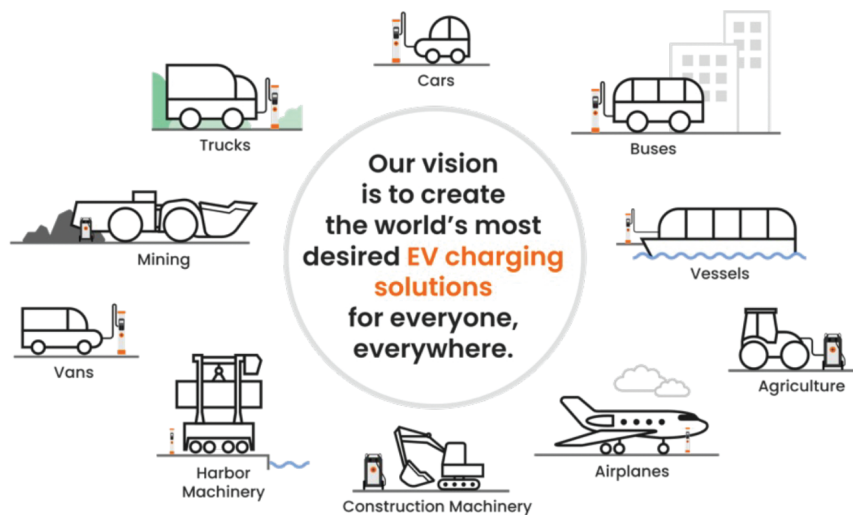 Cars
Trucks
Buses
Our vision
is to create
the world's most
desired EV charging
solutions
for everyone,
everywhere.
Mining
Vessels
Vans
Agriculture
Harbor
Machinery
Construction Machinery
Airplanes